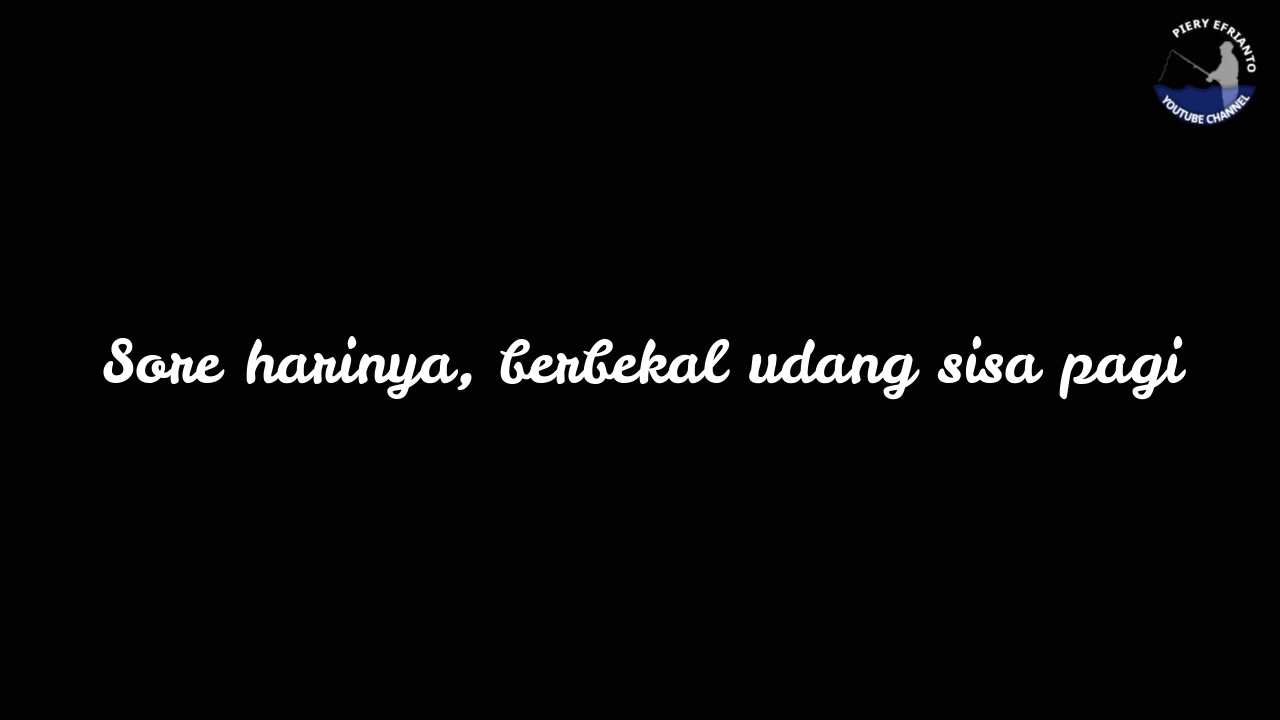 PIERY EFRIANTO
YOUTUBE CHANNEL
Sore harinya, berbekal udang sisa pagi